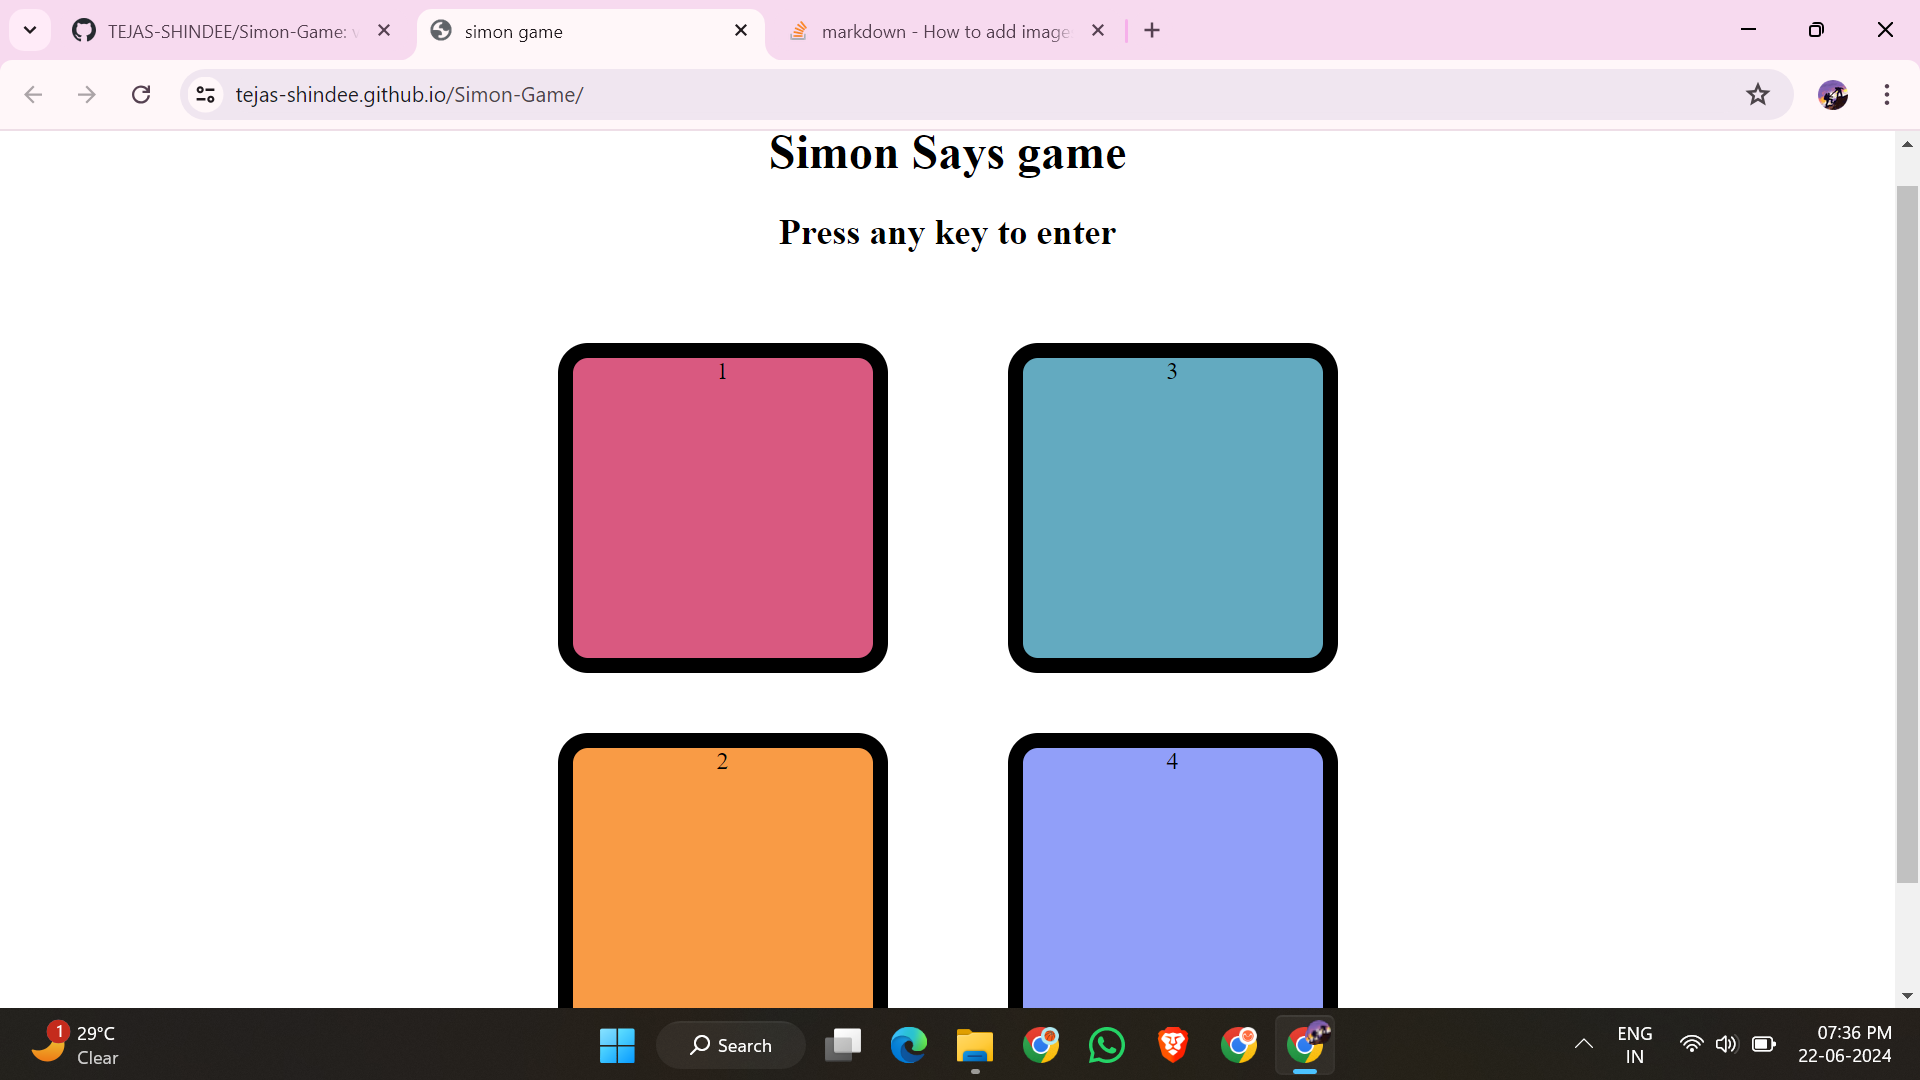 TEJAS-SHINDEE/Simon-Game:
simon game
markdown - How to add image
tejas-shindee.github.io/Simon-Game/
Simon Says game
Press any key to enter
1
3
2
4
1
29°C
Clear
Search
ENG
IN
07:36 PM
22-06-2024